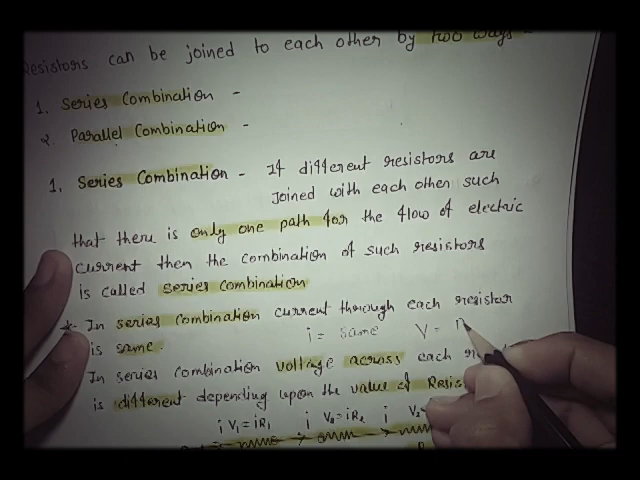 Resistors can be joined to each other by two ways -
1. Series Combination -
2. Parallel Combination -
1. Series Combination - If different resistors are
joined with each other such
that there is only one path for the flow of electric
current then the combination of such resistors
is called series combination
* In series combination current through each resistor
is same.
i = same V =
In series combination voltage across each
is different depending upon the value of Resis
i V₁ = iR₁ i V₂ = iR₂ i